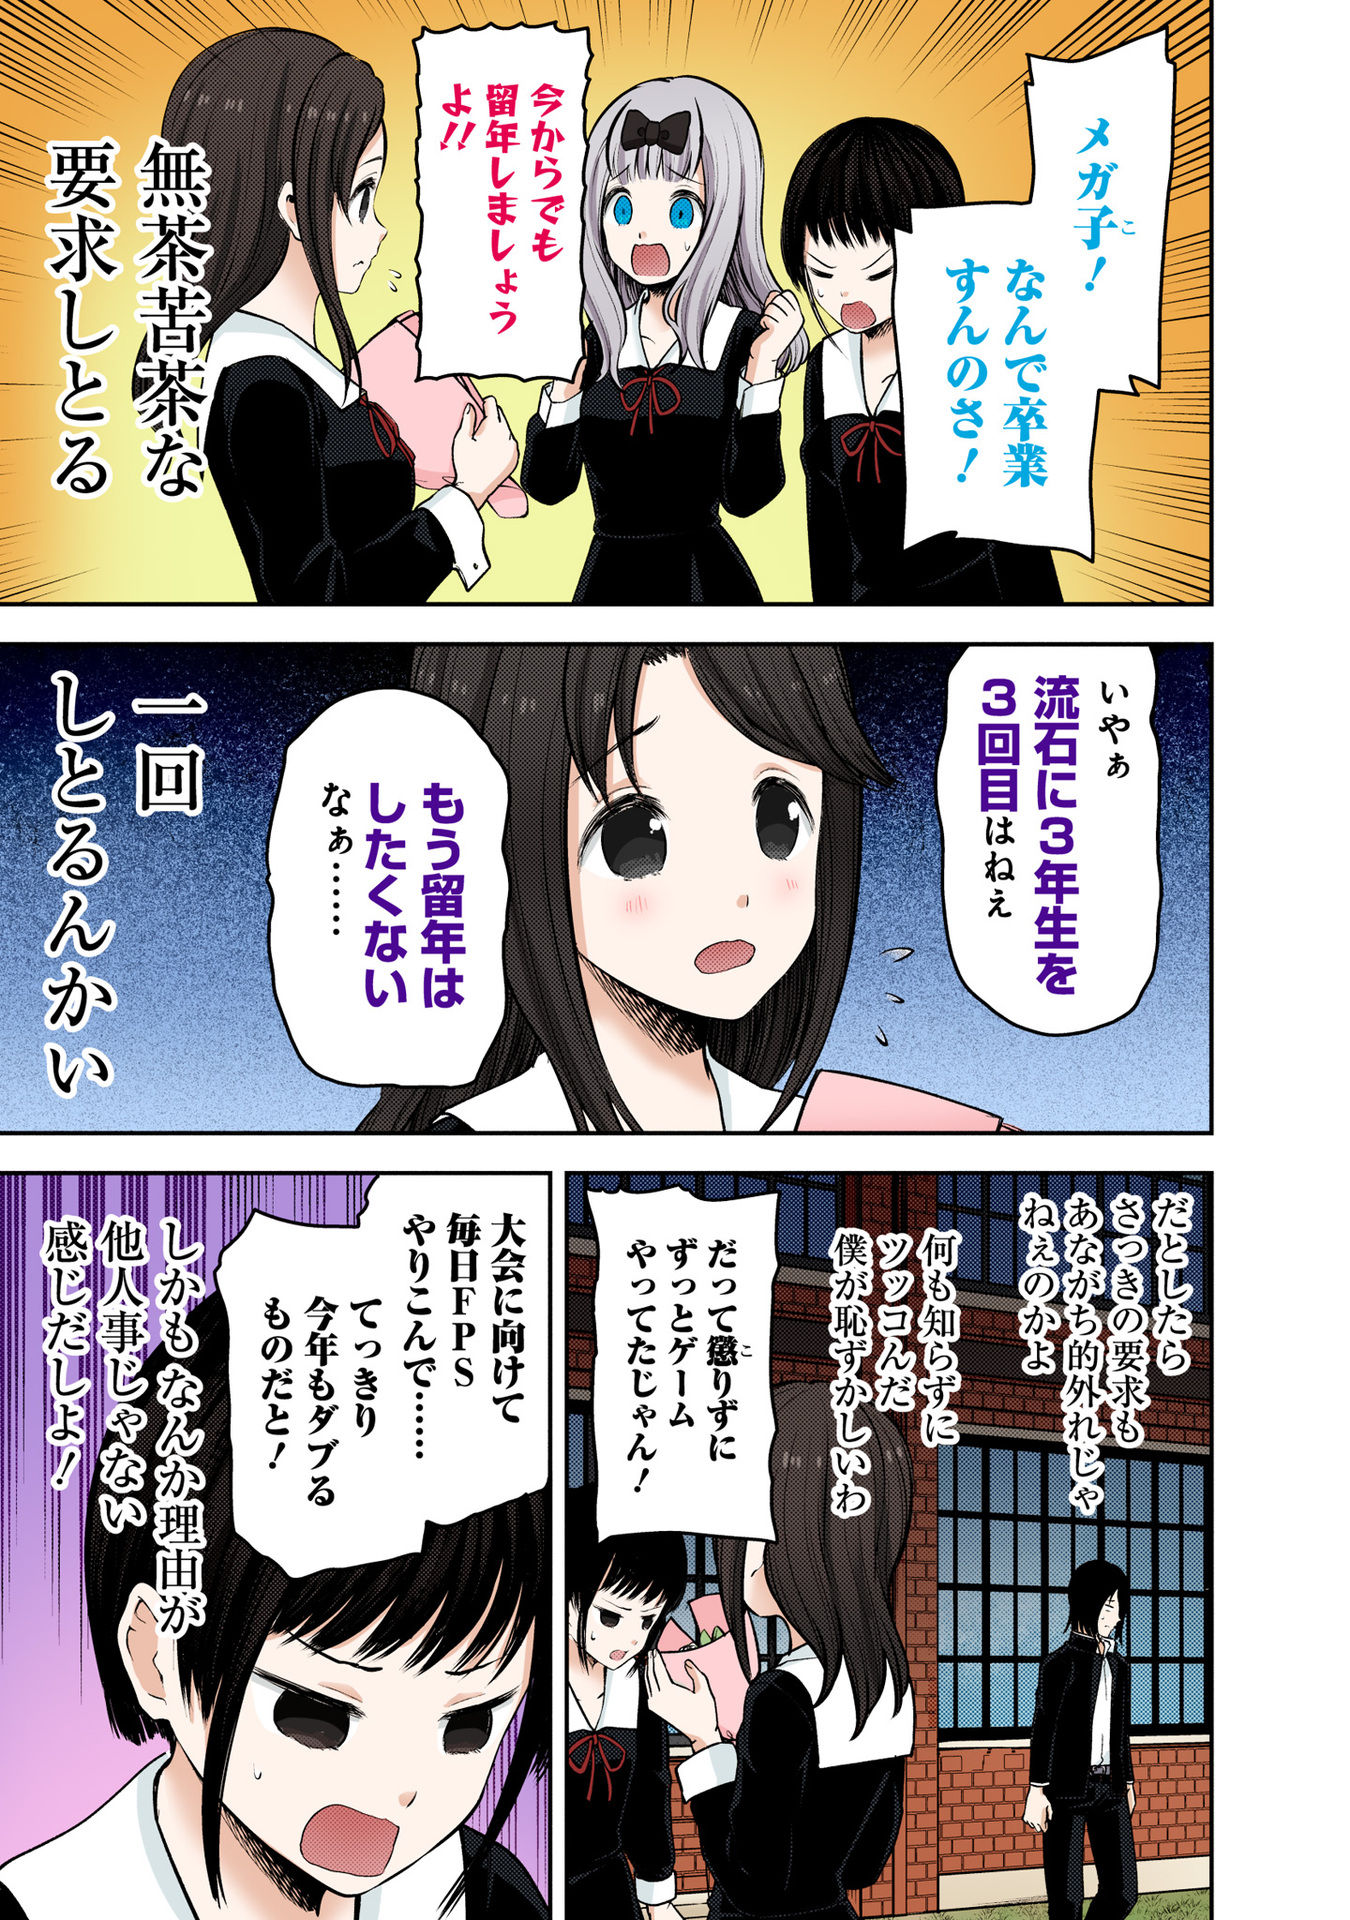 メガ子！
こ
なんで卒業
すんのさ！
今からでも
留年しましょう
よ!!
無茶苦茶な
要求しとる
いやぁ
流石に３年生を
３回目はねえ
もう留年は
したくない
なぁ……
一回
しとるんかい
だとしたら
さつきの要求も
あながち的外れじゃ
ねぇのかよ
何も知らずに
ツッコんだ
僕が恥ずかしいわ
だって懲りずに
こ
ずっとゲーム
やってたじゃん！
大会に向けて
毎日ＦＰＳ
やりこんで……
てっきり
今年もダブる
ものだと！
しかも なんか理由が
他人事じゃない
感じだしよ！